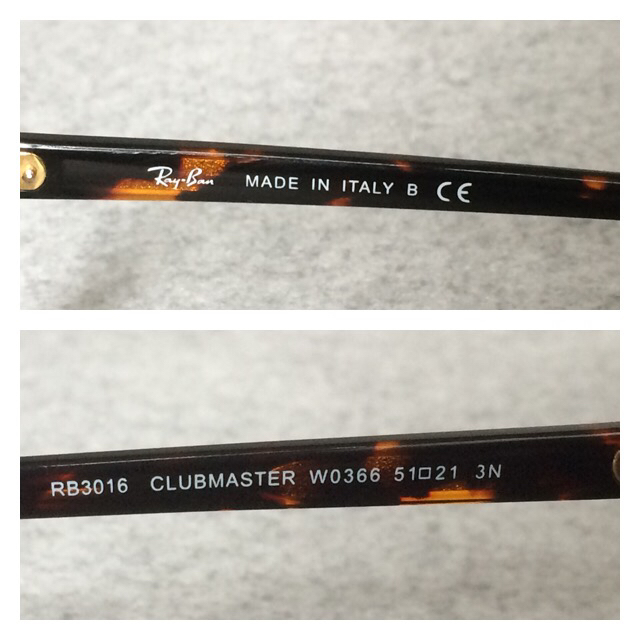 Ray-Ban MADE IN ITALY B CE
RB3016 CLUBMASTER W0366 51□21 3N